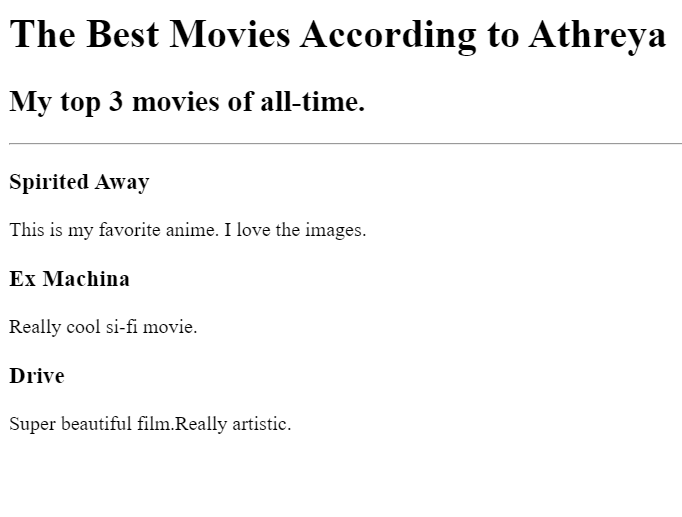 The Best Movies According to Athreya
My top 3 movies of all-time.
Spirited Away
This is my favorite anime. I love the images.
Ex Machina
Really cool si-fi movie.
Drive
Super beautiful film.Really artistic.